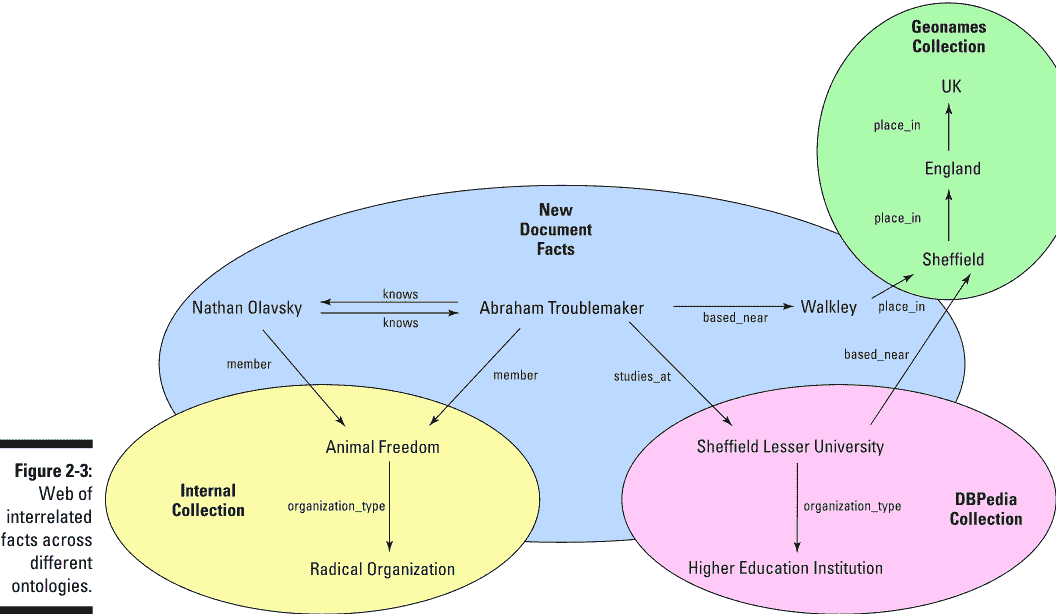 Geonames
Collection
UK
place_in
England
place_in
Sheffield
New
Document
Facts
Nathan Olavsky
knows
knows
Abraham Troublemaker
based_near
Walkley
place_in
based_near
member
member
studies_at
Animal Freedom
Internal
Collection
organization_type
Radical Organization
Sheffield Lesser University
organization_type
DBPedia
Collection
Higher Education Institution
Figure 2-3:
Web of
interrelated
facts across
different
ontologies.